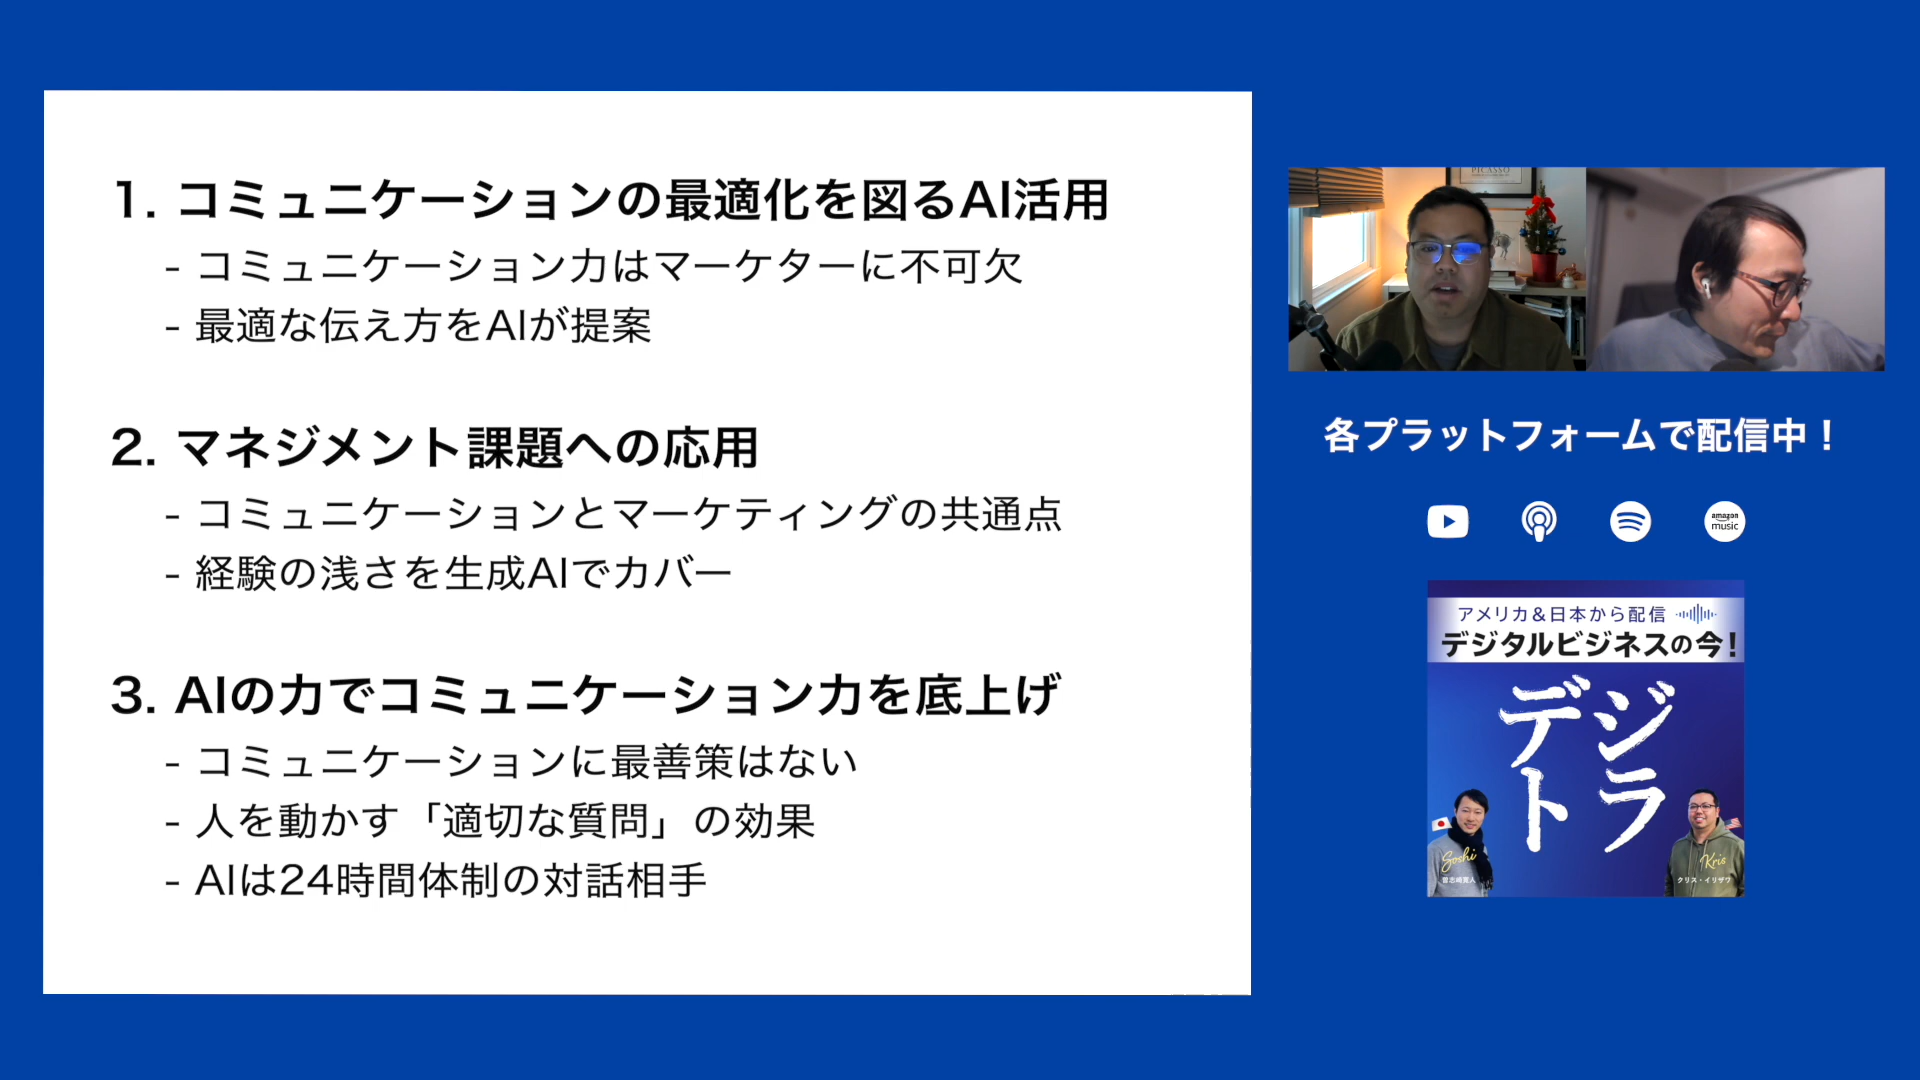 1. コミュニケーションの最適化を図るAI活用
- コミュニケーション力はマーケターに不可欠
- 最適な伝え方をAIが提案
2. マネジメント課題への応用
- コミュニケーションとマーケティングの共通点
- 経験の浅さを生成AIでカバー
3. AIの力でコミュニケーション力を底上げ
- コミュニケーションに最善策はない
- 人を動かす「適切な質問」の効果
- AIは24時間体制の対話相手
PICASSO
各プラットフォームで配信中！
amazon
music
アメリカ&日本から配信
デジタルビジネスの今!
デジ
トラ
Soshi
Kris
クリス・イリザワ